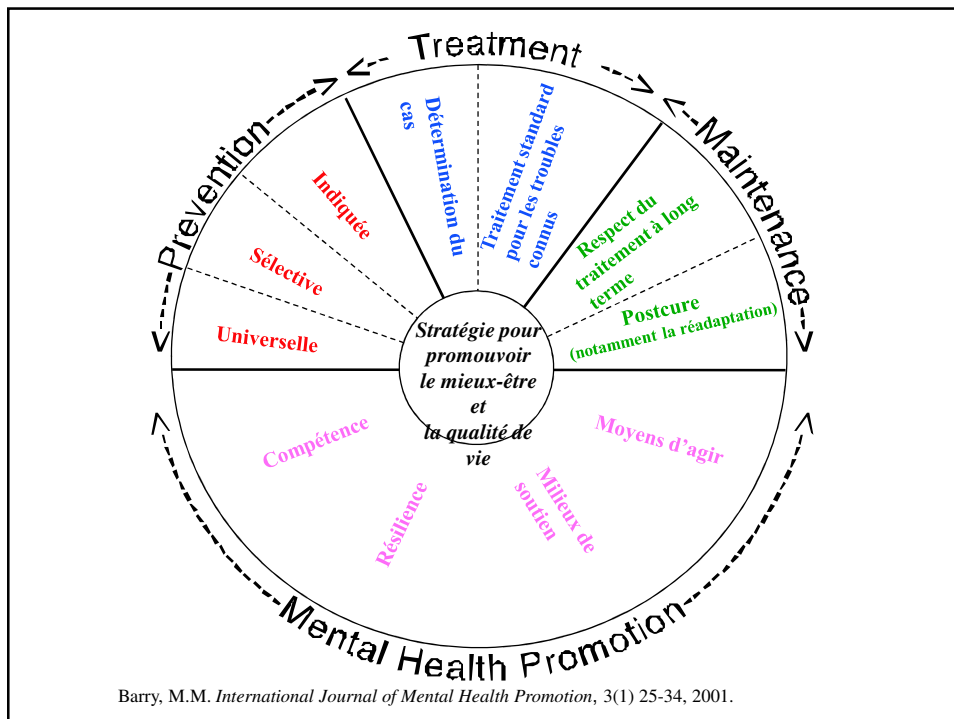 Treatment
Prevention
Maintenance
Mental Health Promotion
Universelle
Sélective
Indiquée
Détermination du
cas
Traitement standard
pour les troubles
connus
Respect du
traitement à long
terme
Postcure
(notamment la réadaptation)
Stratégie pour
promouvoir
le mieux-être
et
la qualité de
vie
Compétence
Résilience
Milieux de
soutien
Moyens d'agir
Barry, M.M. International Journal of Mental Health Promotion, 3(1) 25-34, 2001.